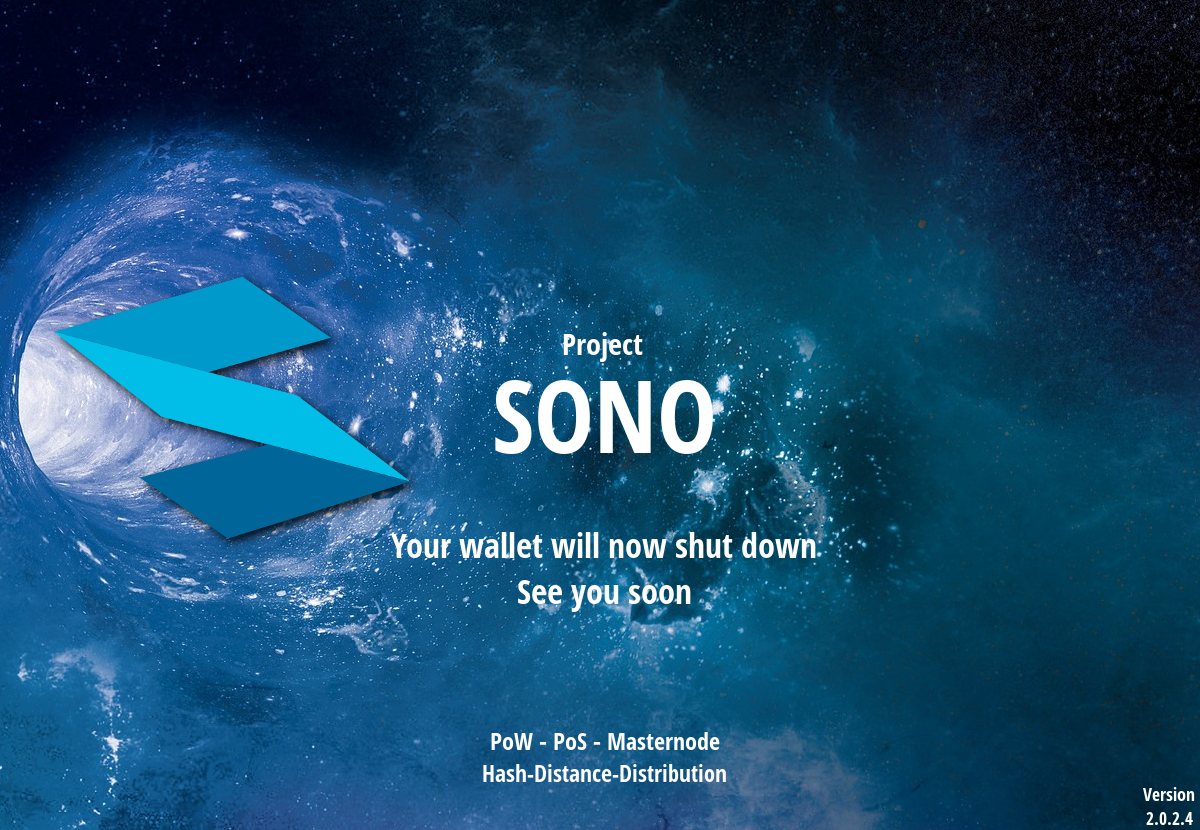 Project
SONO
Your wallet will now shut down
See you soon
PoW - PoS - Masternode
Hash-Distance-Distribution
Version
2.0.2.4